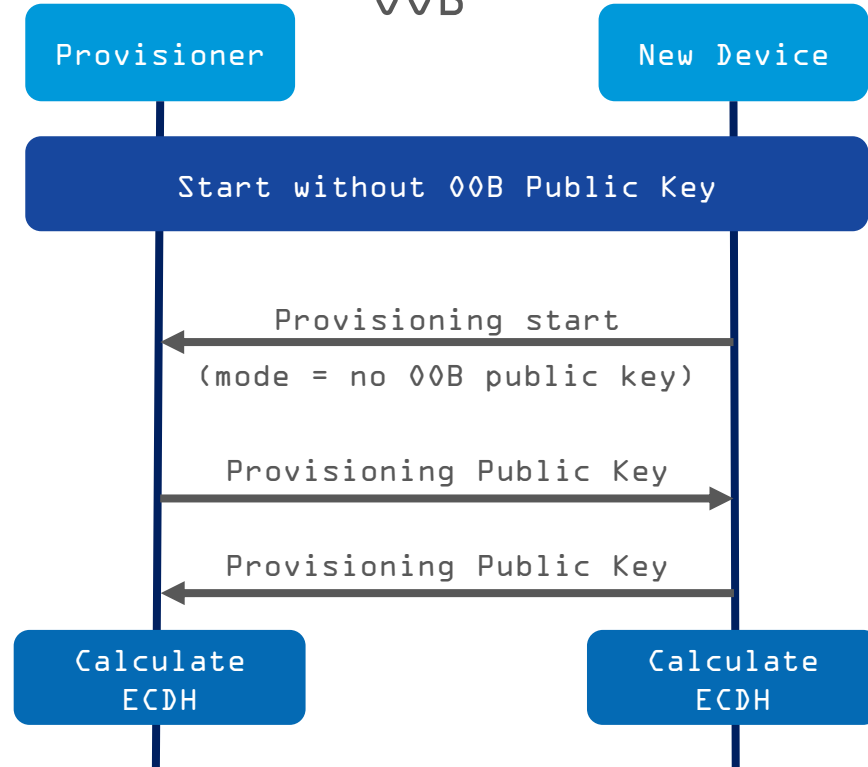 OOB
Provisioner
New Device
Start without OOB Public Key
Provisioning start
(mode = no OOB public key)
Provisioning Public Key
Provisioning Public Key
Calculate
ECDH
Calculate
ECDH